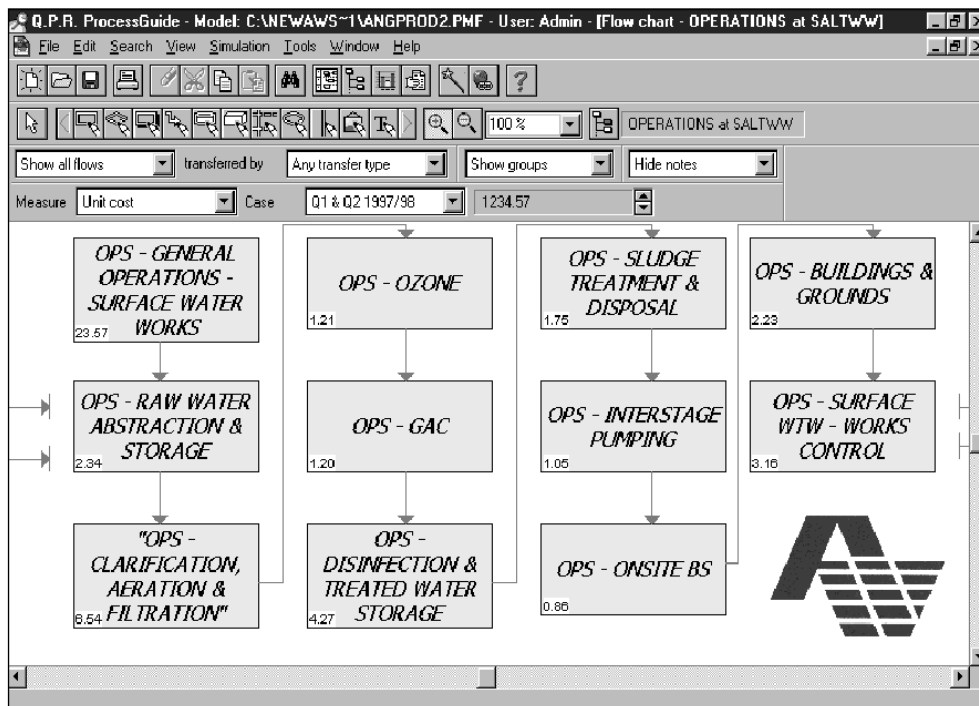 Q.P.R. ProcessGuide - Model: C:\NEWAWS~1\ANGPROD2.PMF - User: Admin - [Flow chart - OPERATIONS at SALTWW]
File Edit Search View Simulation Tools Window Help
100 %
OPERATIONS at SALTWW
Show all flows transferred by Any transfer type Show groups Hide notes
Measure Unit cost Case Q1 & Q2 1997/98 1234.57
OPS - GENERAL
OPERATIONS -
SURFACE WATER
WORKS
23.57
OPS - RAW WATER
ABSTRACTION &
STORAGE
2.34
"OPS -
CLARIFICATION,
AERATION &
FILTRATION"
6.54
OPS - OZONE
1.21
OPS - GAC
1.20
OPS -
DISINFECTION &
TREATED WATER
STORAGE
4.27
OPS - SLUDGE
TREATMENT &
DISPOSAL
1.75
OPS - INTERSTAGE
PUMPING
1.05
OPS - ONSITE BS
0.86
OPS - BUILDINGS &
GROUNDS
2.23
OPS - SURFACE
WTW - WORKS
CONTROL
3.16